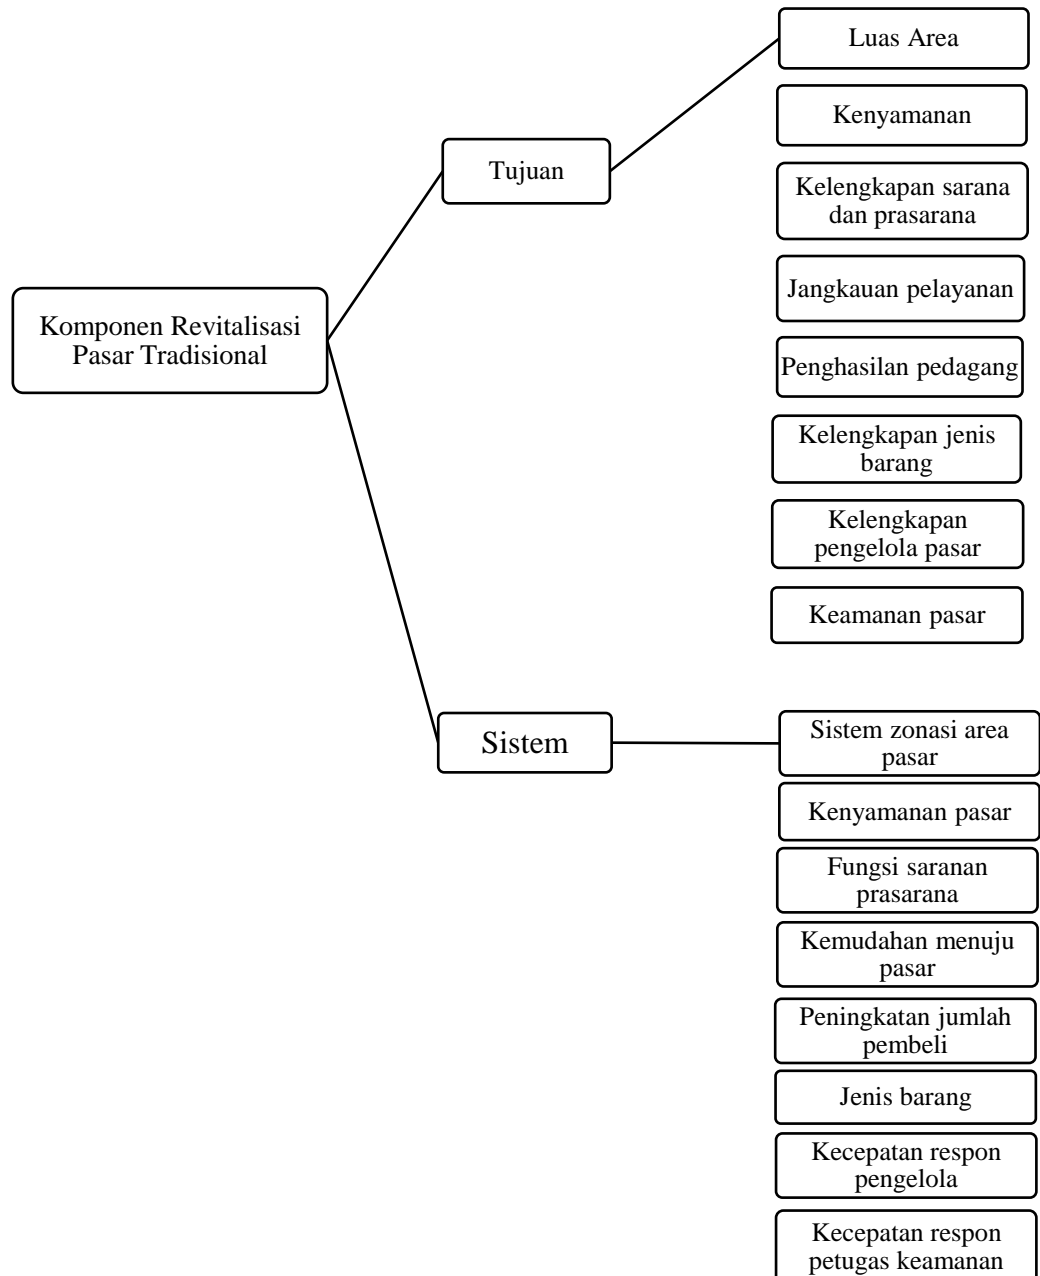 Komponen Revitalisasi
Pasar Tradisional
Tujuan
Luas Area
Kenyamanan
Kelengkapan sarana
dan prasarana
Jangkauan pelayanan
Penghasilan pedagang
Kelengkapan jenis
barang
Kelengkapan
pengelola pasar
Keamanan pasar
Sistem
Sistem zonasi area
pasar
Kenyamanan pasar
Fungsi saranan
prasarana
Kemudahan menuju
pasar
Peningkatan jumlah
pembeli
Jenis barang
Kecepatan respon
pengelola
Kecepatan respon
petugas keamanan